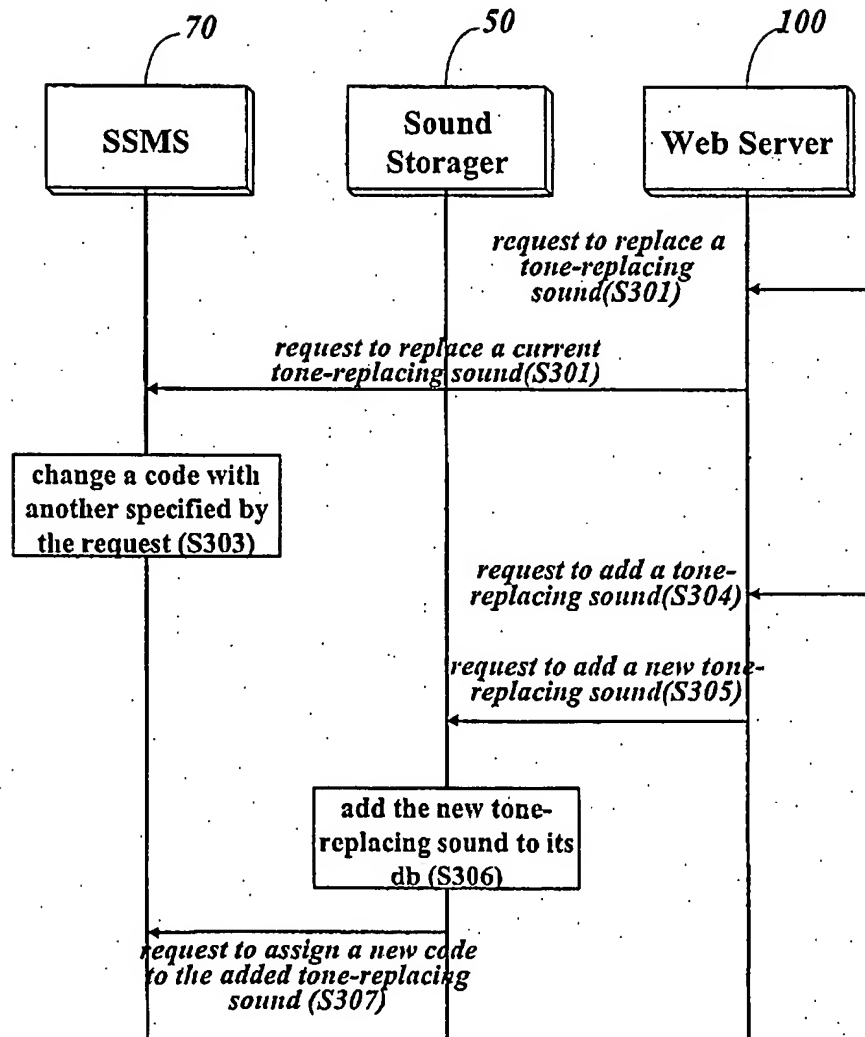 70
50
100
SSMS
Sound
Storager
Web Server
request to replace a
tone-replacing
sound(S301)
request to replace a current
tone-replacing sound(S301)
change a code with
another specified by
the request (S303)
request to add a tone-
replacing sound(S304)
request to add a new tone-
replacing sound(S305)
add the new tone-
replacing sound to its
db (S306)
request to assign a new code
to the added tone-replacing
sound (S307)